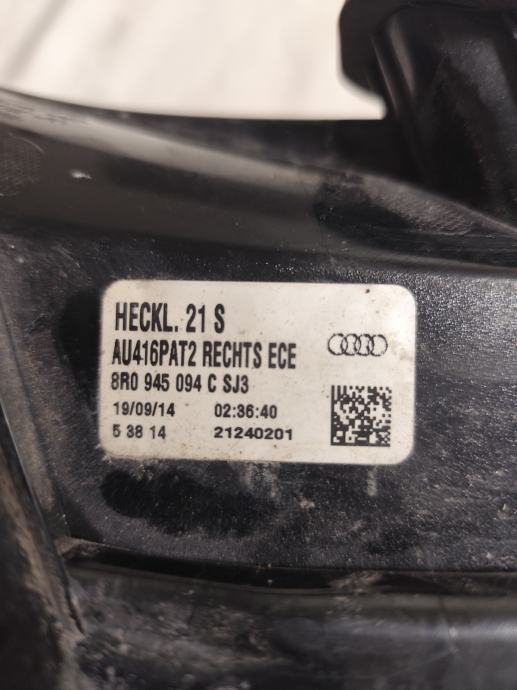 HECKL. 21 S
AU416PAT2 RECHTS ECE
8R0 945 094 C SJ3
19/09/14 02:36:40
5 38 14 21240201